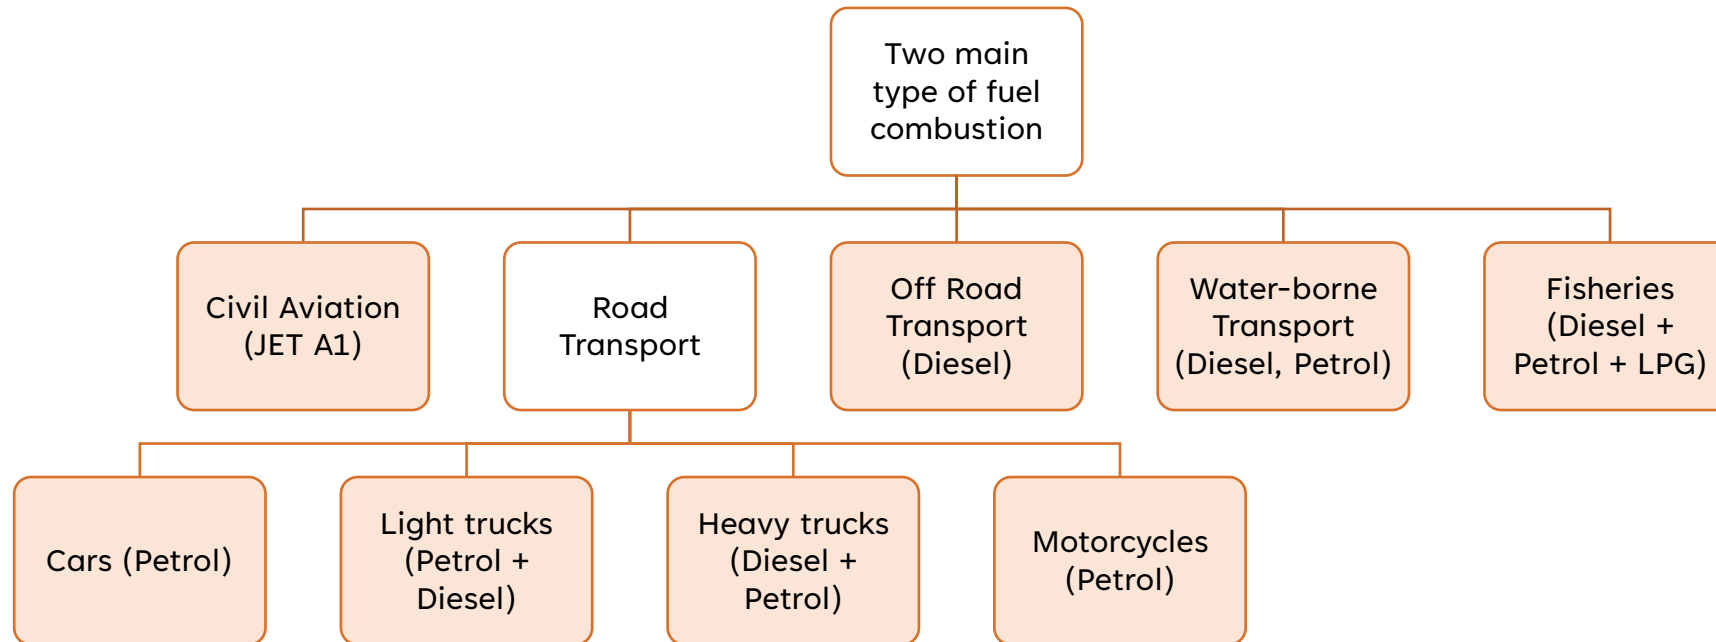 Two main
type of fuel
combustion
Civil Aviation
(JET A1)
Road
Transport
Off Road
Transport
(Diesel)
Water-borne
Transport
(Diesel, Petrol)
Fisheries
(Diesel +
Petrol + LPG)
Cars (Petrol)
Light trucks
(Petrol +
Diesel)
Heavy trucks
(Diesel +
Petrol)
Motorcycles
(Petrol)